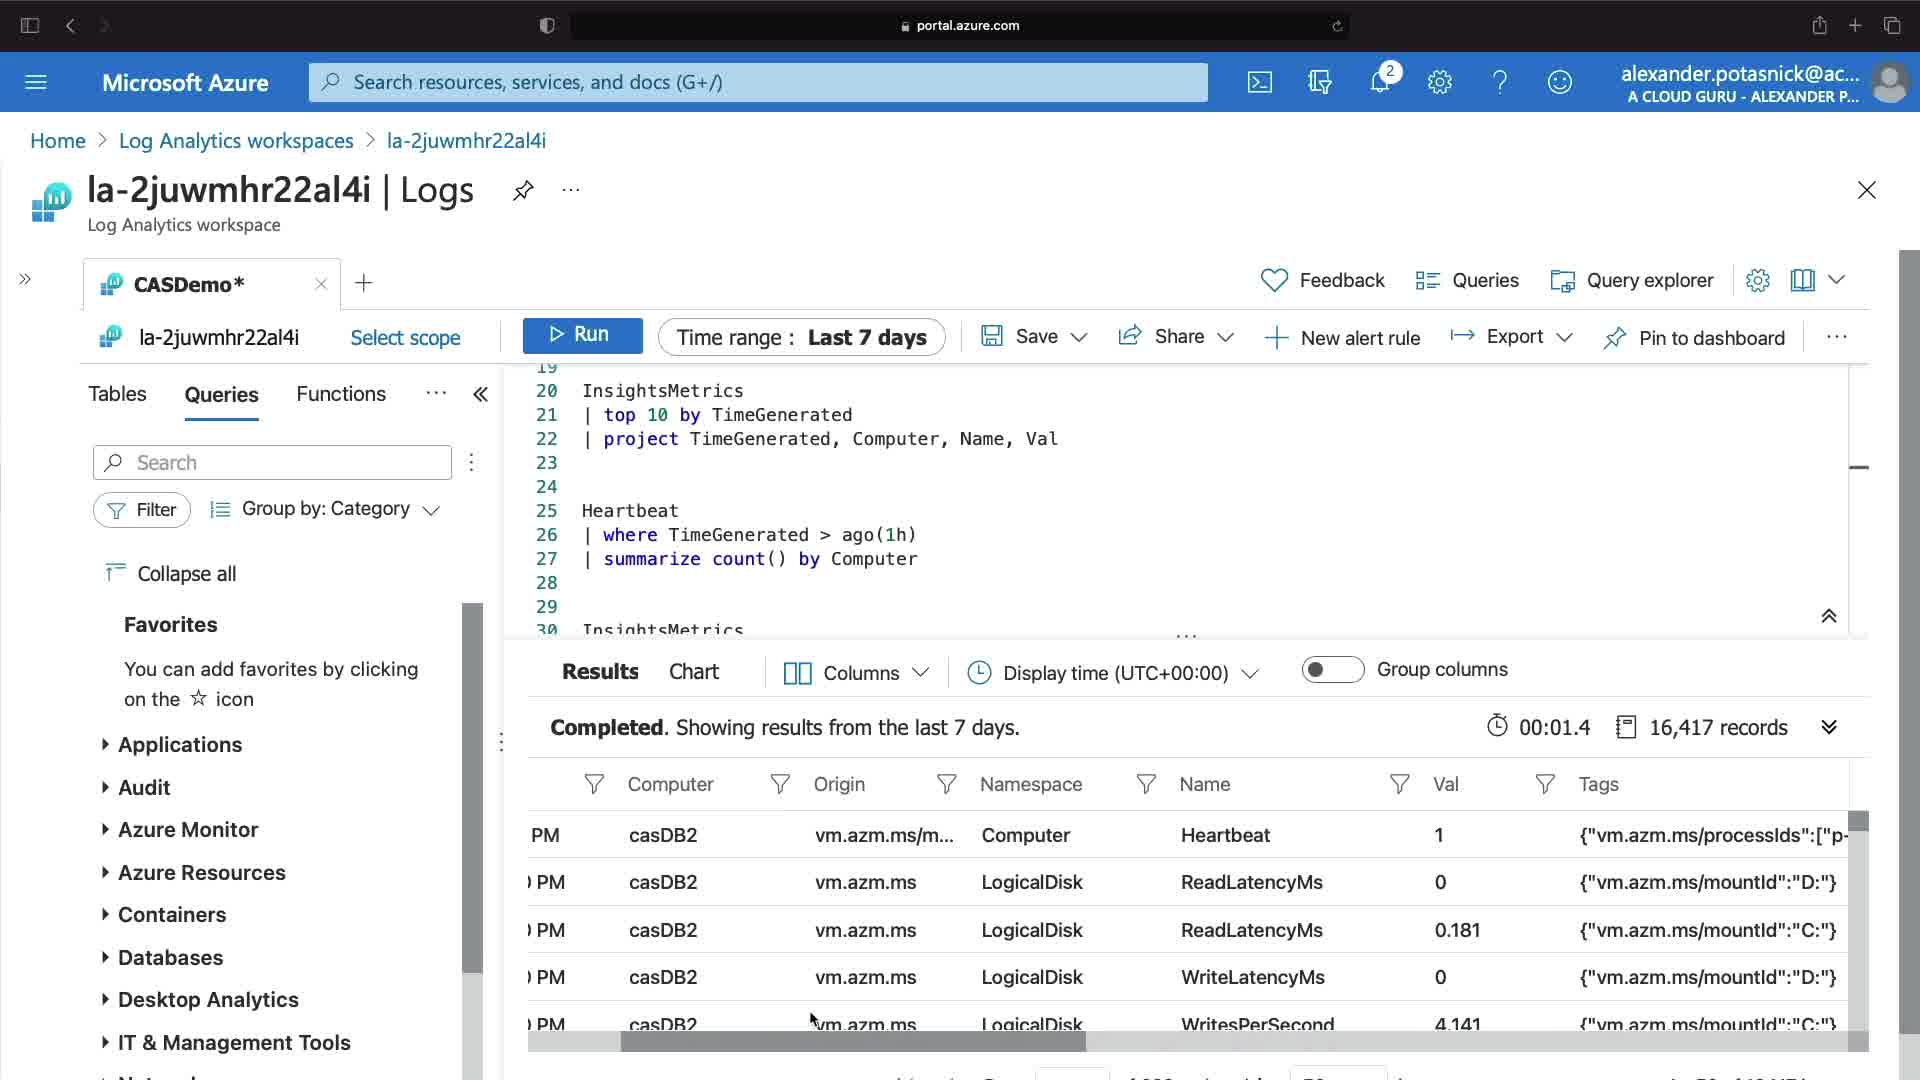 portal.azure.com
Microsoft Azure
Search resources, services, and docs (G+/)
2
alexander.potasnick@ac...
A CLOUD GURU - ALEXANDER P...
Home > Log Analytics workspaces > la-2juwmhr22al4i
la-2juwmhr22al4i | Logs
Log Analytics workspace
CASDemo*
Feedback
Queries
Query explorer
la-2juwmhr22al4i
Select scope
Run
Time range : Last 7 days
Save
Share
New alert rule
Export
Pin to dashboard
Tables
Queries
Functions
Search
Filter
Group by: Category
Collapse all
Favorites
You can add favorites by clicking
on the ☆ icon
Applications
Audit
Azure Monitor
Azure Resources
Containers
Databases
Desktop Analytics
IT & Management Tools
19
20 InsightsMetrics
21 | top 10 by TimeGenerated
22 | project TimeGenerated, Computer, Name, Val
23
24
25 Heartbeat
26 | where TimeGenerated > ago(1h)
27 | summarize count() by Computer
28
29
30 InsightsMetrics
Results
Chart
Columns
Display time (UTC+00:00)
Group columns
Completed. Showing results from the last 7 days.
00:01.4
16,417 records
Computer Origin Namespace Name Val Tags
PM casDB2 vm.azm.ms/m... Computer Heartbeat 1 {"vm.azm.ms/processIds":["p-
PM casDB2 vm.azm.ms LogicalDisk ReadLatencyMs 0 {"vm.azm.ms/mountId":"D:"}
PM casDB2 vm.azm.ms LogicalDisk ReadLatencyMs 0.181 {"vm.azm.ms/mountId":"C:"}
PM casDB2 vm.azm.ms LogicalDisk WriteLatencyMs 0 {"vm.azm.ms/mountId":"D:"}
PM casDB2 vm.azm.ms LogicalDisk WritesPerSecond 4.141 {"vm.azm.ms/mountId":"C:"}